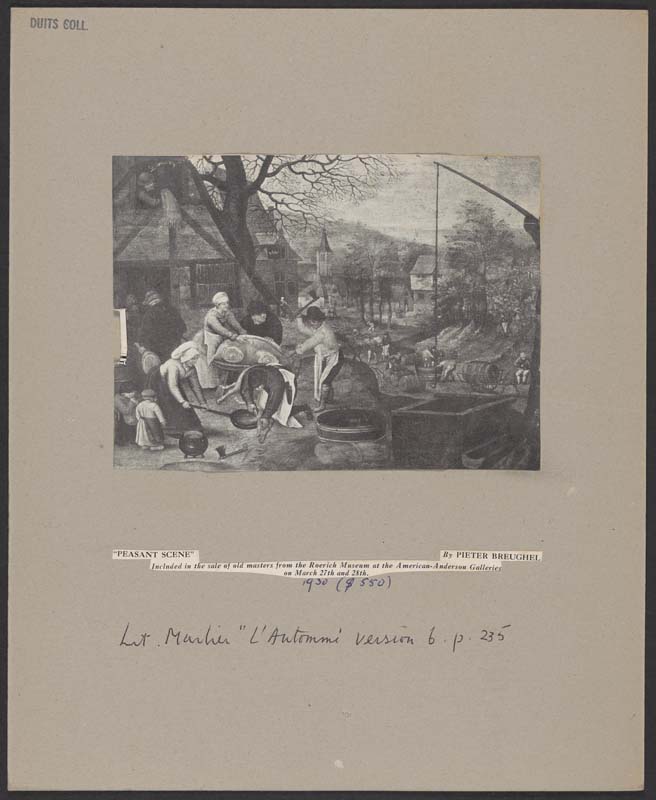 DUITS COLL.
"PEASANT SCENE" By PIETER BREUGHEL
Included in the sale of old masters from the Roerich Museum at the American-Anderson Galleries
on March 27th and 28th.
1930 ($ 550)
Lit. Marlier "L'Automne' version 6. p. 235